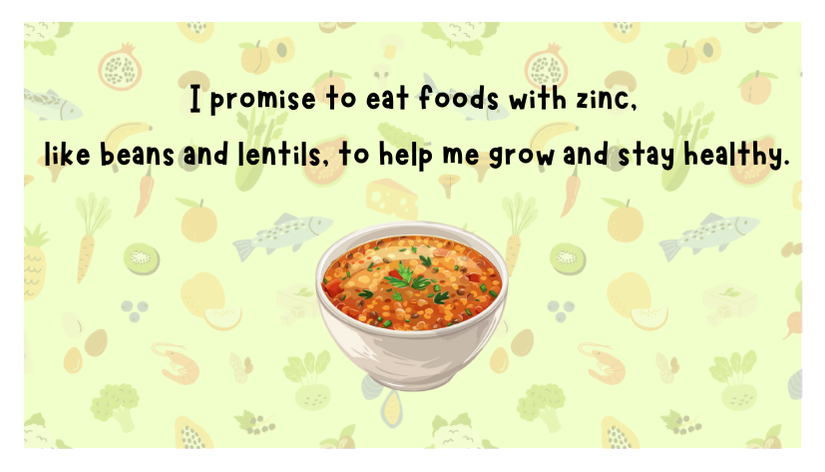 I promise to eat foods with zinc,
like beans and lentils, to help me grow and stay healthy.